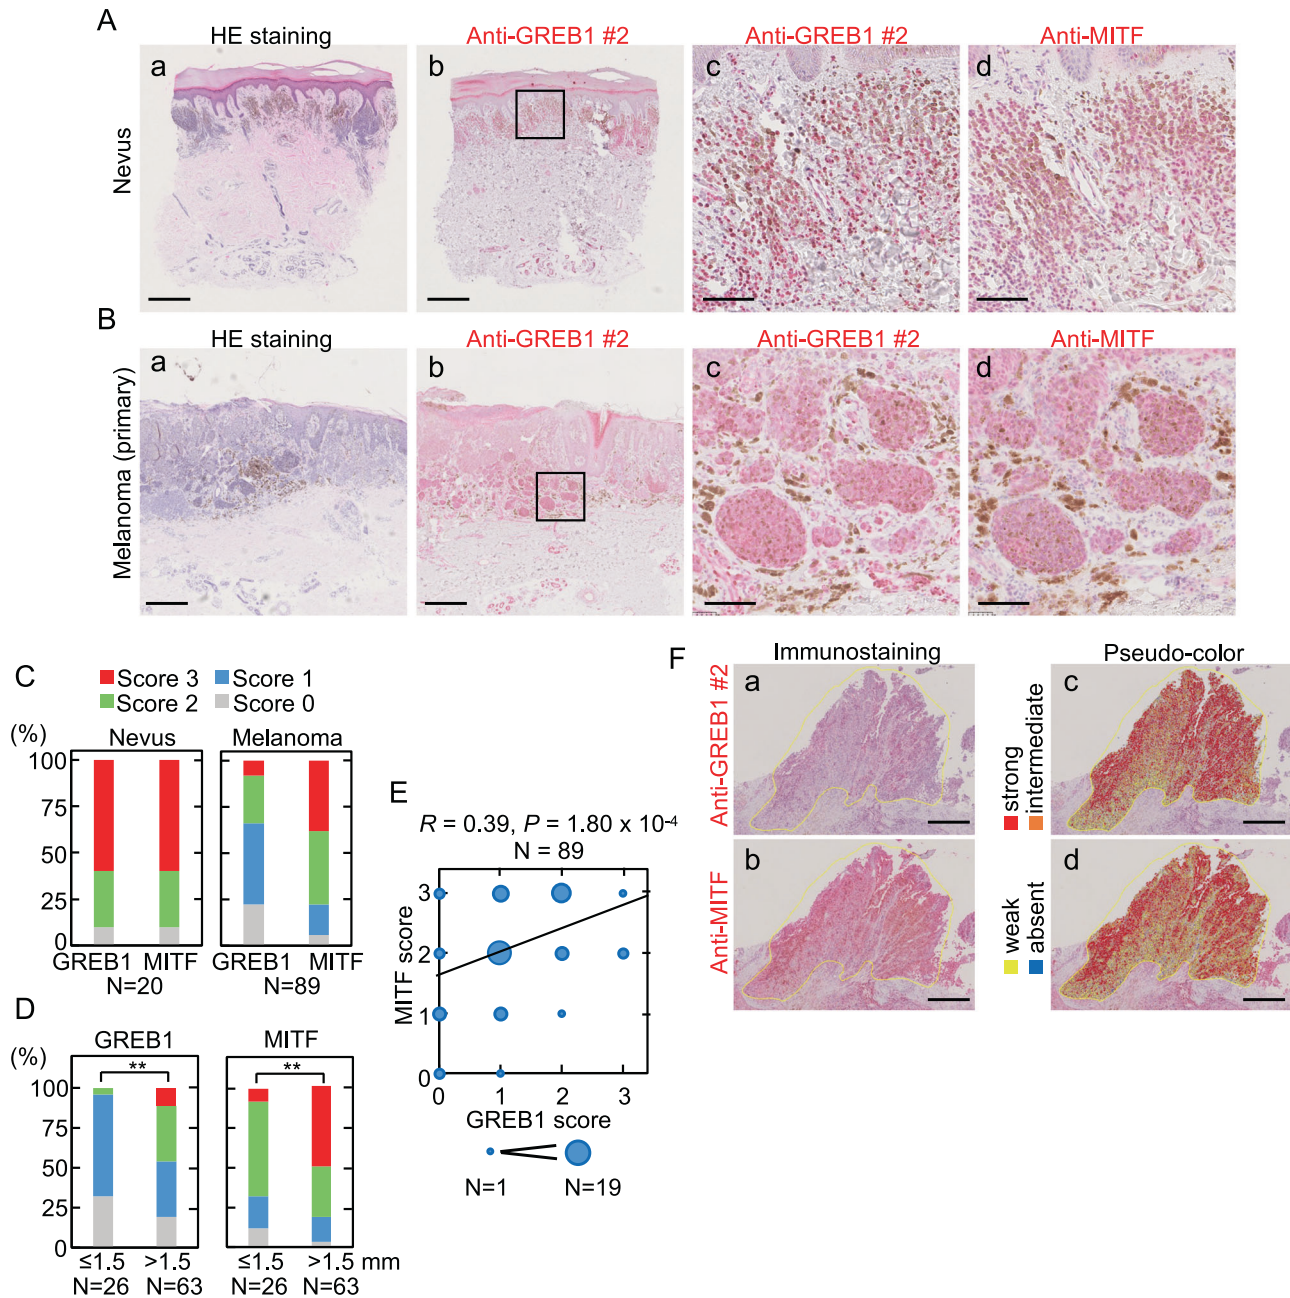 A
HE staining
Anti-GREB1 #2
Anti-GREB1 #2
Anti-MITF
a
b
c
d
Nevus
B
HE staining
Anti-GREB1 #2
Anti-GREB1 #2
Anti-MITF
a
b
c
d
Melanoma (primary)
C
Score 3
Score 1
Score 2
Score 0
(%)
Nevus
Melanoma
100
75
50
25
0
GREB1 MITF
GREB1 MITF
N=20
N=89
D
GREB1
MITF
(%)
**
**
100
75
50
25
0
≤1.5 >1.5
≤1.5 >1.5 mm
N=26 N=63
N=26 N=63
E
R = 0.39, P = 1.80 x 10-4
N = 89
MITF score
3
2
1
0
0 1 2 3
GREB1 score
N=1
N=19
F
Immunostaining
Pseudo-color
Anti-GREB1 #2
a
c
strong
intermediate
Anti-MITF
b
d
weak
absent